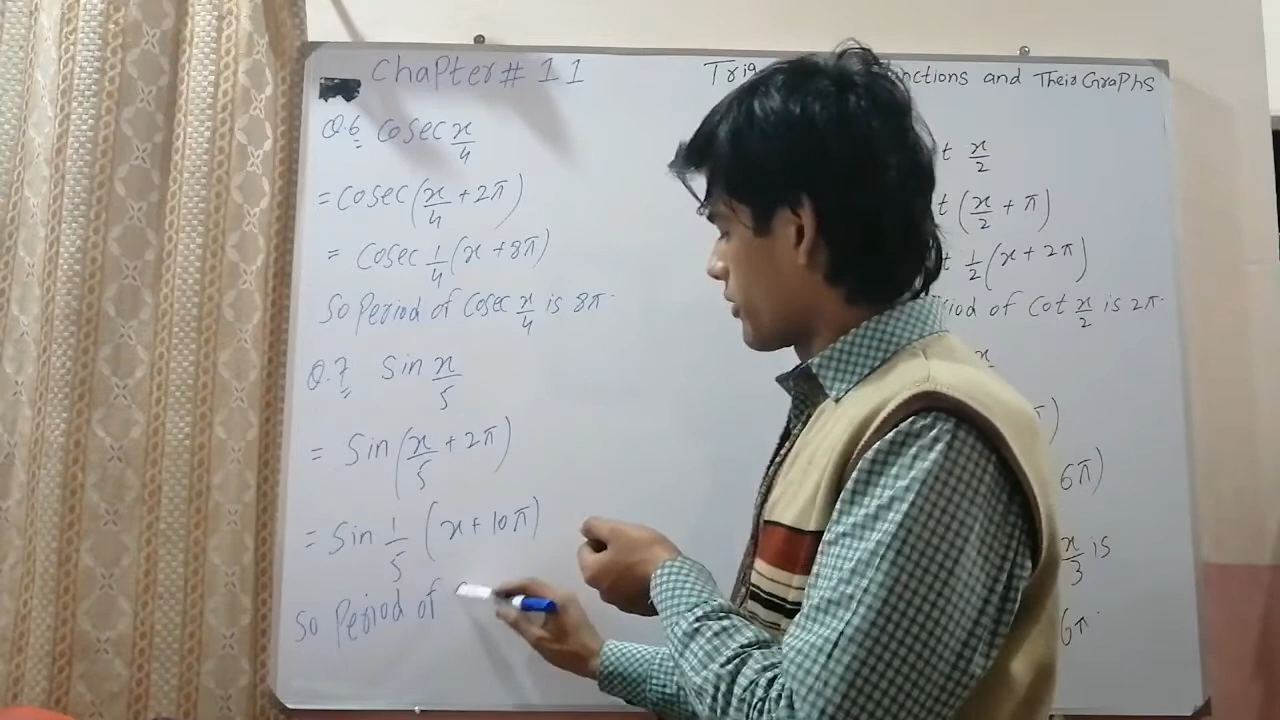 Chapter # 11
Trig nctions and Their Graphs
Q.6 Cosec x/4
= Cosec(x/4 + 2π)
= Cosec 1/4(x + 8π)
So Period of Cosec x/4 is 8π.
Q.7 Sin x/5
= Sin(x/5 + 2π)
= Sin 1/5 (x + 10π)
So Period of
t x/2
t (x/2 + π)
t 1/2(x + 2π)
iod of Cot x/2 is 2π.
x
π)
6π)
x/3 is
6π